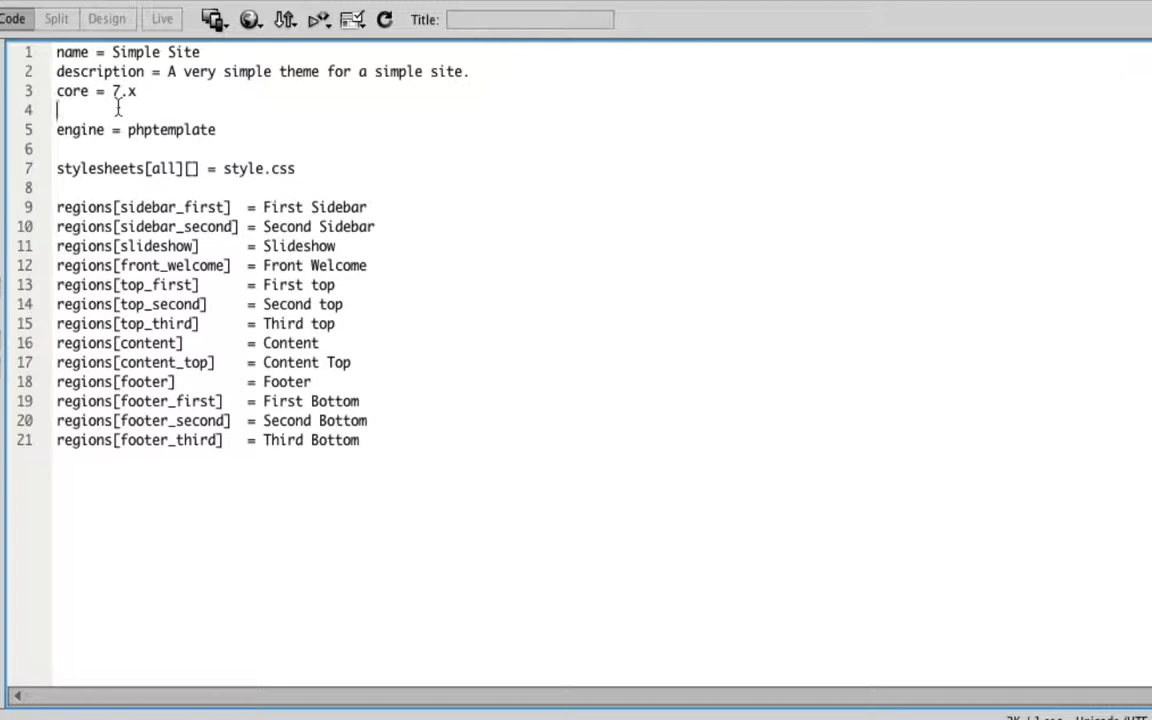 Code Split Design Live Title:
1 name = Simple Site
2 description = A very simple theme for a simple site.
3 core = 7.x
4
5 engine = phptemplate
6
7 stylesheets[all][] = style.css
8
9 regions[sidebar_first] = First Sidebar
10 regions[sidebar_second] = Second Sidebar
11 regions[slideshow] = Slideshow
12 regions[front_welcome] = Front Welcome
13 regions[top_first] = First top
14 regions[top_second] = Second top
15 regions[top_third] = Third top
16 regions[content] = Content
17 regions[content_top] = Content Top
18 regions[footer] = Footer
19 regions[footer_first] = First Bottom
20 regions[footer_second] = Second Bottom
21 regions[footer_third] = Third Bottom